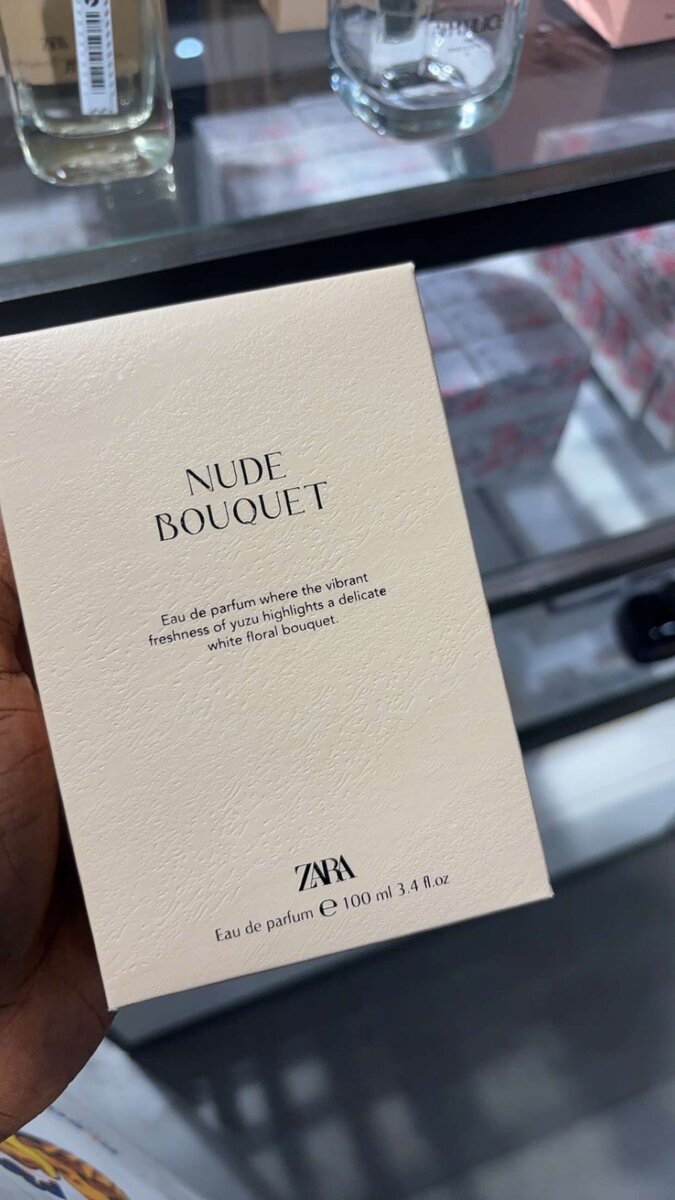 ZARA
NUDE
BOUQUET
Eau de parfum where the vibrant
freshness of yuzu highlights a delicate
white floral bouquet.
ZARA
Eau de parfum e 100 ml 3.4 fl.oz